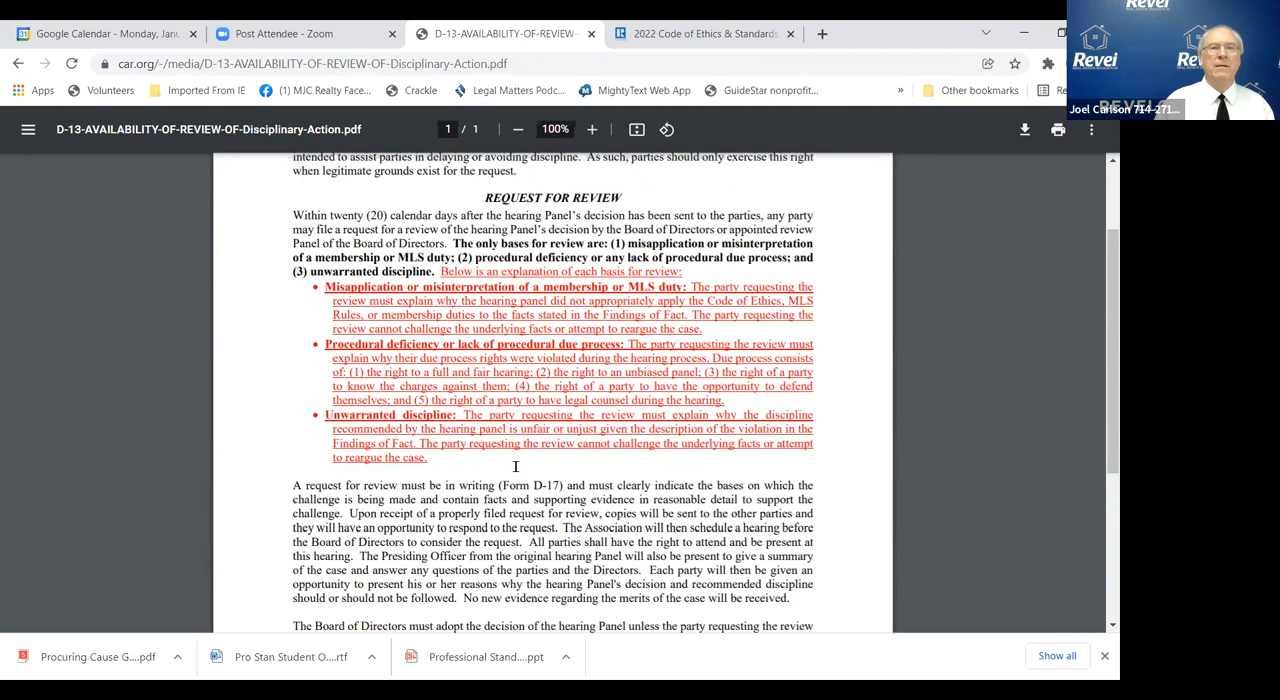 Google Calendar - Monday, Janu
Post Attendee - Zoom
D-13-AVAILABILITY-OF-REVIEW-
2022 Code of Ethics & Standards
car.org/-/media/D-13-AVAILABILITY-OF-REVIEW-OF-Disciplinary-Action.pdf
Apps
Volunteers
Imported From IE
(1) MJC Realty Face...
Crackle
Legal Matters Podc...
MightyText Web App
GuideStar nonprofit...
»
Other bookmarks
Re
Revei
Revei
Joel Carlson 714-271...
D-13-AVAILABILITY-OF-REVIEW-OF-Disciplinary-Action.pdf
1 / 1
100%
intended to assist parties in delaying or avoiding discipline. As such, parties should only exercise this right
when legitimate grounds exist for the request.
REQUEST FOR REVIEW
Within twenty (20) calendar days after the hearing Panel's decision has been sent to the parties, any party
may file a request for a review of the hearing Panel's decision by the Board of Directors or appointed review
Panel of the Board of Directors. The only bases for review are: (1) misapplication or misinterpretation
of a membership or MLS duty; (2) procedural deficiency or any lack of procedural due process; and
(3) unwarranted discipline. Below is an explanation of each basis for review:
• Misapplication or misinterpretation of a membership or MLS duty: The party requesting the
review must explain why the hearing panel did not appropriately apply the Code of Ethics, MLS
Rules, or membership duties to the facts stated in the Findings of Fact. The party requesting the
review cannot challenge the underlying facts or attempt to reargue the case.
• Procedural deficiency or lack of procedural due process: The party requesting the review must
explain why their due process rights were violated during the hearing process. Due process consists
of: (1) the right to a full and fair hearing; (2) the right to an unbiased panel; (3) the right of a party
to know the charges against them; (4) the right of a party to have the opportunity to defend
themselves; and (5) the right of a party to have legal counsel during the hearing.
• Unwarranted discipline: The party requesting the review must explain why the discipline
recommended by the hearing panel is unfair or unjust given the description of the violation in the
Findings of Fact. The party requesting the review cannot challenge the underlying facts or attempt
to reargue the case.
A request for review must be in writing (Form D-17) and must clearly indicate the bases on which the
challenge is being made and contain facts and supporting evidence in reasonable detail to support the
challenge. Upon receipt of a properly filed request for review, copies will be sent to the other parties and
they will have an opportunity to respond to the request. The Association will then schedule a hearing before
the Board of Directors to consider the request. All parties shall have the right to attend and be present at
this hearing. The Presiding Officer from the original hearing Panel will also be present to give a summary
of the case and answer any questions of the parties and the Directors. Each party will then be given an
opportunity to present his or her reasons why the hearing Panel's decision and recommended discipline
should or should not be followed. No new evidence regarding the merits of the case will be received.
The Board of Directors must adopt the decision of the hearing Panel unless the party requesting the review
Procuring Cause G....pdf
Pro Stan Student O....rtf
Professional Stand....ppt
Show all